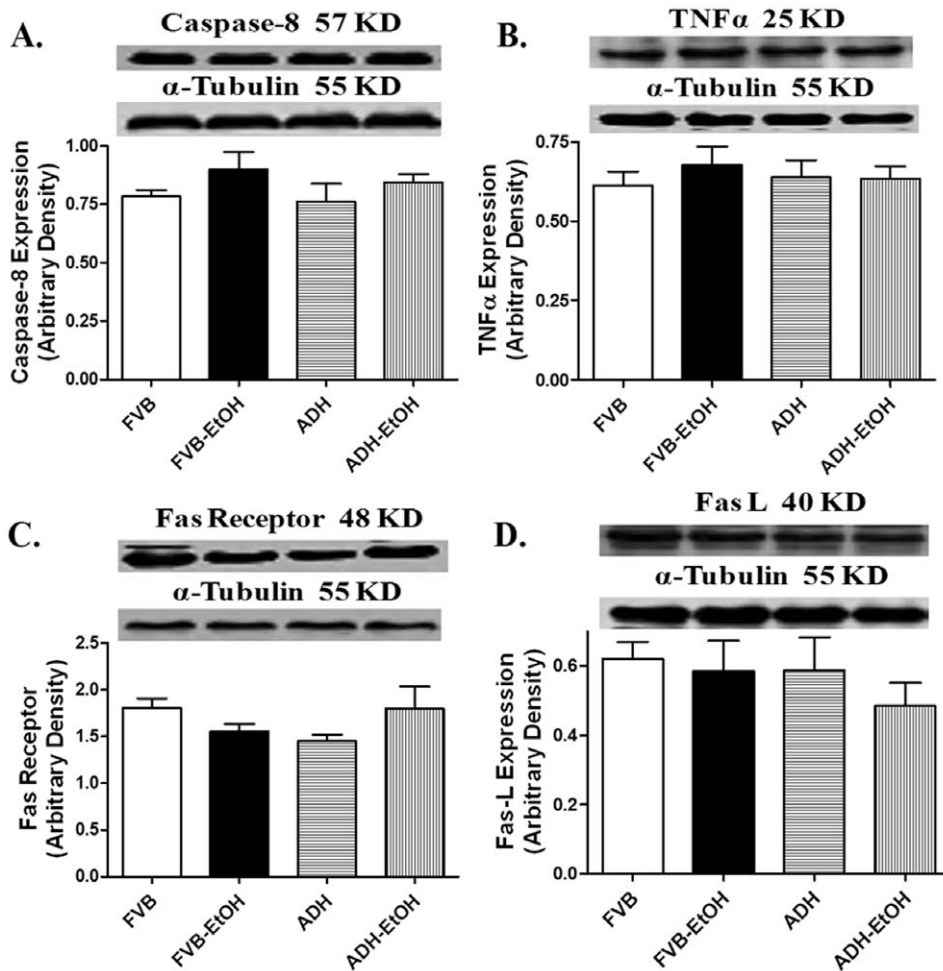 A.
Caspase-8 57 KD
α-Tubulin 55 KD
Caspase-8 Expression
(Arbitrary Density)
1.00
0.75
0.50
0.25
0.00
FVB
FVB-EtOH
ADH
ADH-EtOH
B.
TNFα 25 KD
α-Tubulin 55 KD
TNFα Expression
(Arbitrary Density)
0.75
0.50
0.25
0.00
FVB
FVB-EtOH
ADH
ADH-EtOH
C.
Fas Receptor 48 KD
α-Tubulin 55 KD
Fas Receptor
(Arbitrary Density)
2.5
2.0
1.5
1.0
0.5
0.0
FVB
FVB-EtOH
ADH
ADH-EtOH
D.
Fas L 40 KD
α-Tubulin 55 KD
Fas-L Expression
(Arbitrary Density)
0.6
0.4
0.2
0.0
FVB
FVB-EtOH
ADH
ADH-EtOH